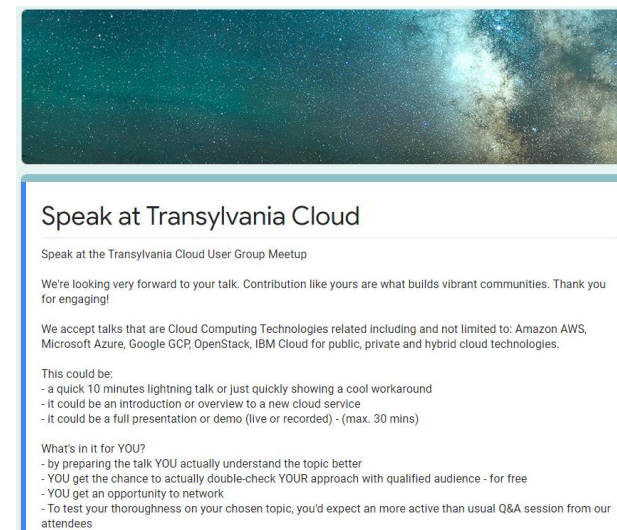 Speak at Transylvania Cloud
Speak at the Transylvania Cloud User Group Meetup
We're looking very forward to your talk. Contribution like yours are what builds vibrant communities. Thank you
for engaging!
We accept talks that are Cloud Computing Technologies related including and not limited to: Amazon AWS,
Microsoft Azure, Google GCP, OpenStack, IBM Cloud for public, private and hybrid cloud technologies.
This could be:
- a quick 10 minutes lightning talk or just quickly showing a cool workaround
- it could be an introduction or overview to a new cloud service
- it could be a full presentation or demo (live or recorded) - (max. 30 mins)
What's in it for YOU?
- by preparing the talk YOU actually understand the topic better
- YOU get the chance to actually double-check YOUR approach with qualified audience - for free
- YOU get an opportunity to network
- To test your thoroughness on your chosen topic, you'd expect an more active than usual Q&A session from our
attendees